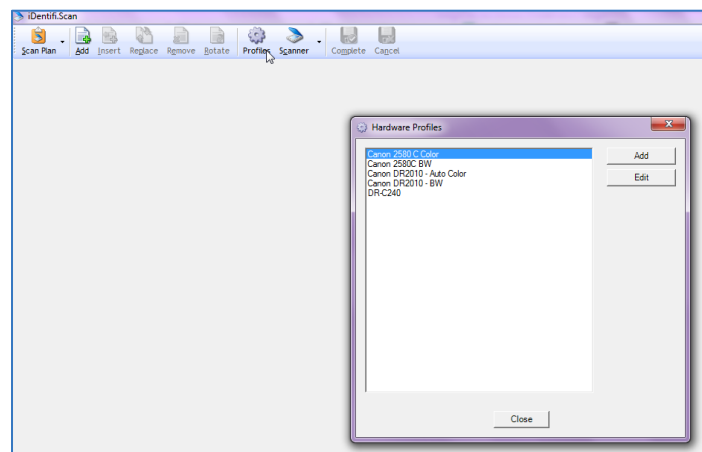 iDentifi.Scan
Scan Plan Add Insert Replace Remove Rotate Profiles Scanner Complete Cancel
Hardware Profiles
Canon 2580 C Color
Canon 2580C BW
Canon DR2010 - Auto Color
Canon DR2010 - BW
DR-C240
Add
Edit
Close